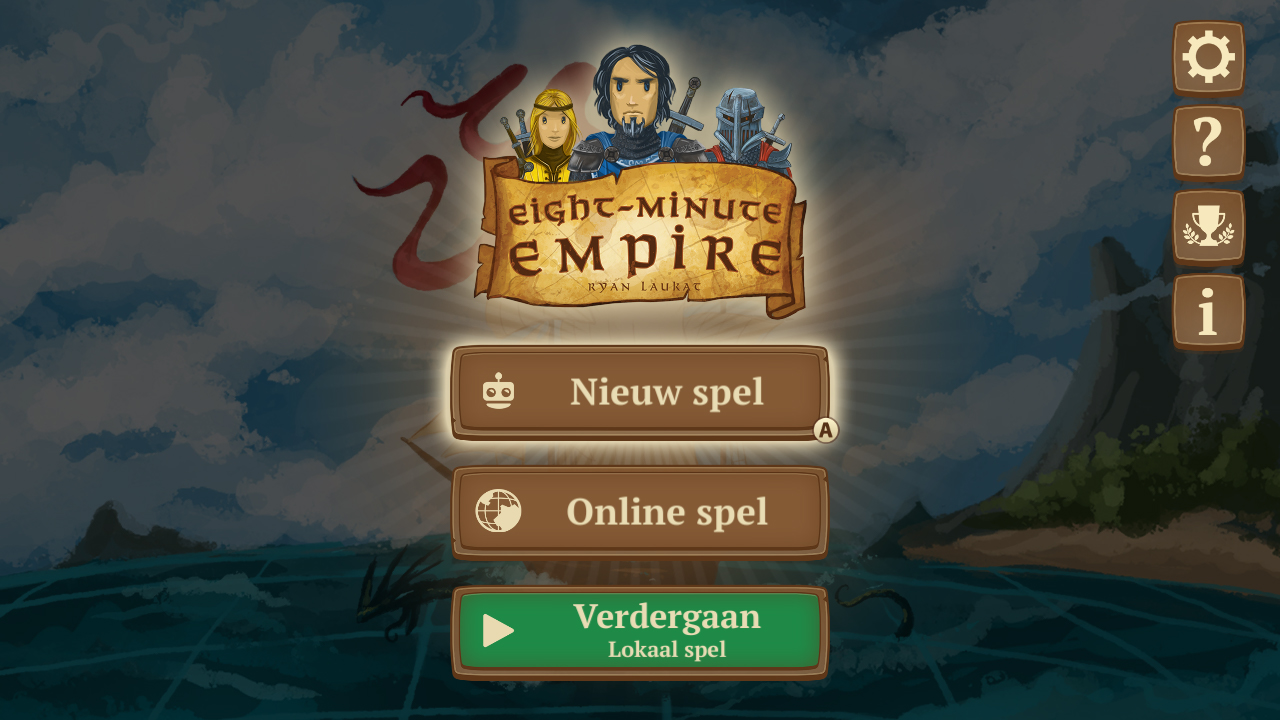 EIGHT-MINUTE
EMPIRE
RYAN LAUKAT
Nieuw spel
A
Online spel
Verdergaan
Lokaal spel
?
i